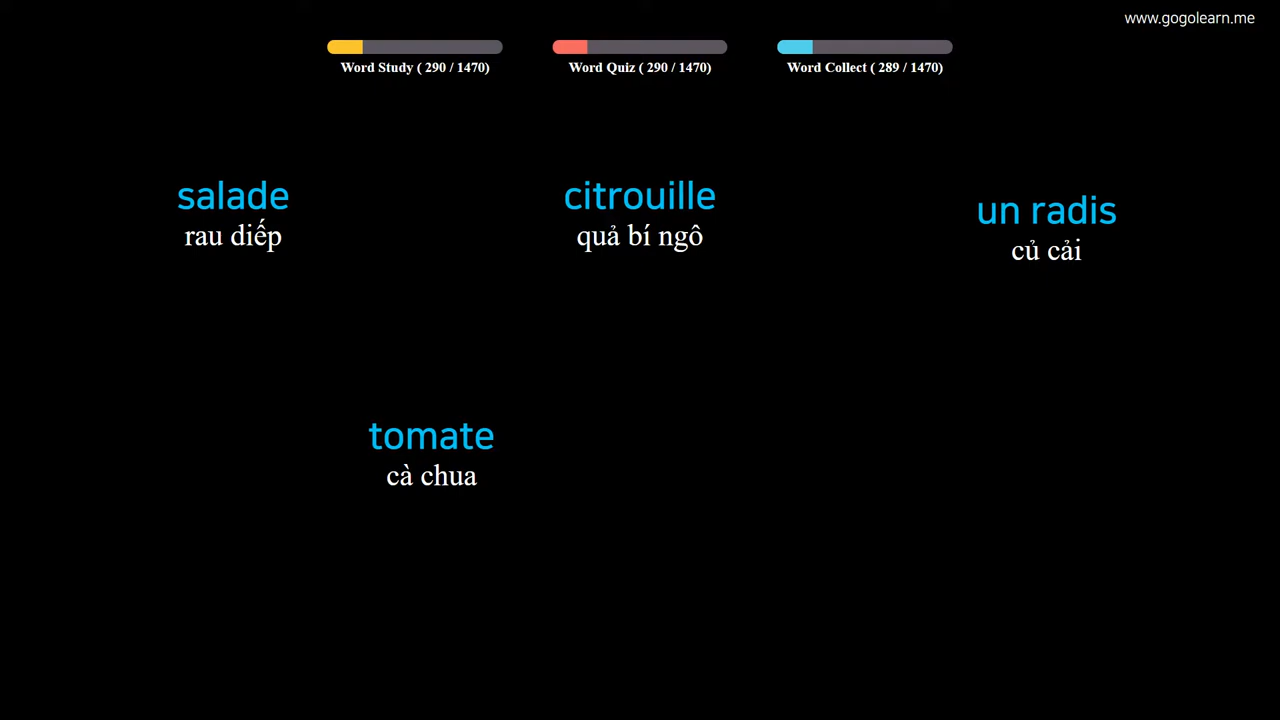 www.gogolearn.me
Word Study ( 290 / 1470)
Word Quiz ( 290 / 1470)
Word Collect ( 289 / 1470)
salade
rau diếp
citrouille
quả bí ngô
un radis
củ cải
tomate
cà chua